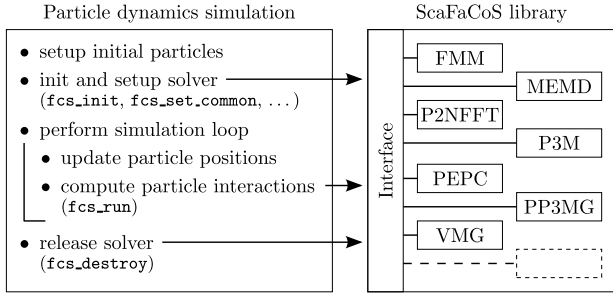 Particle dynamics simulation
• setup initial particles
• init and setup solver
(fcs_init, fcs_set_common, ...)
• perform simulation loop
• update particle positions
• compute particle interactions
(fcs_run)
• release solver
(fcs_destroy)
ScaFaCoS library
Interface
FMM
MEMD
P2NFFT
P3M
PEPC
PP3MG
VMG